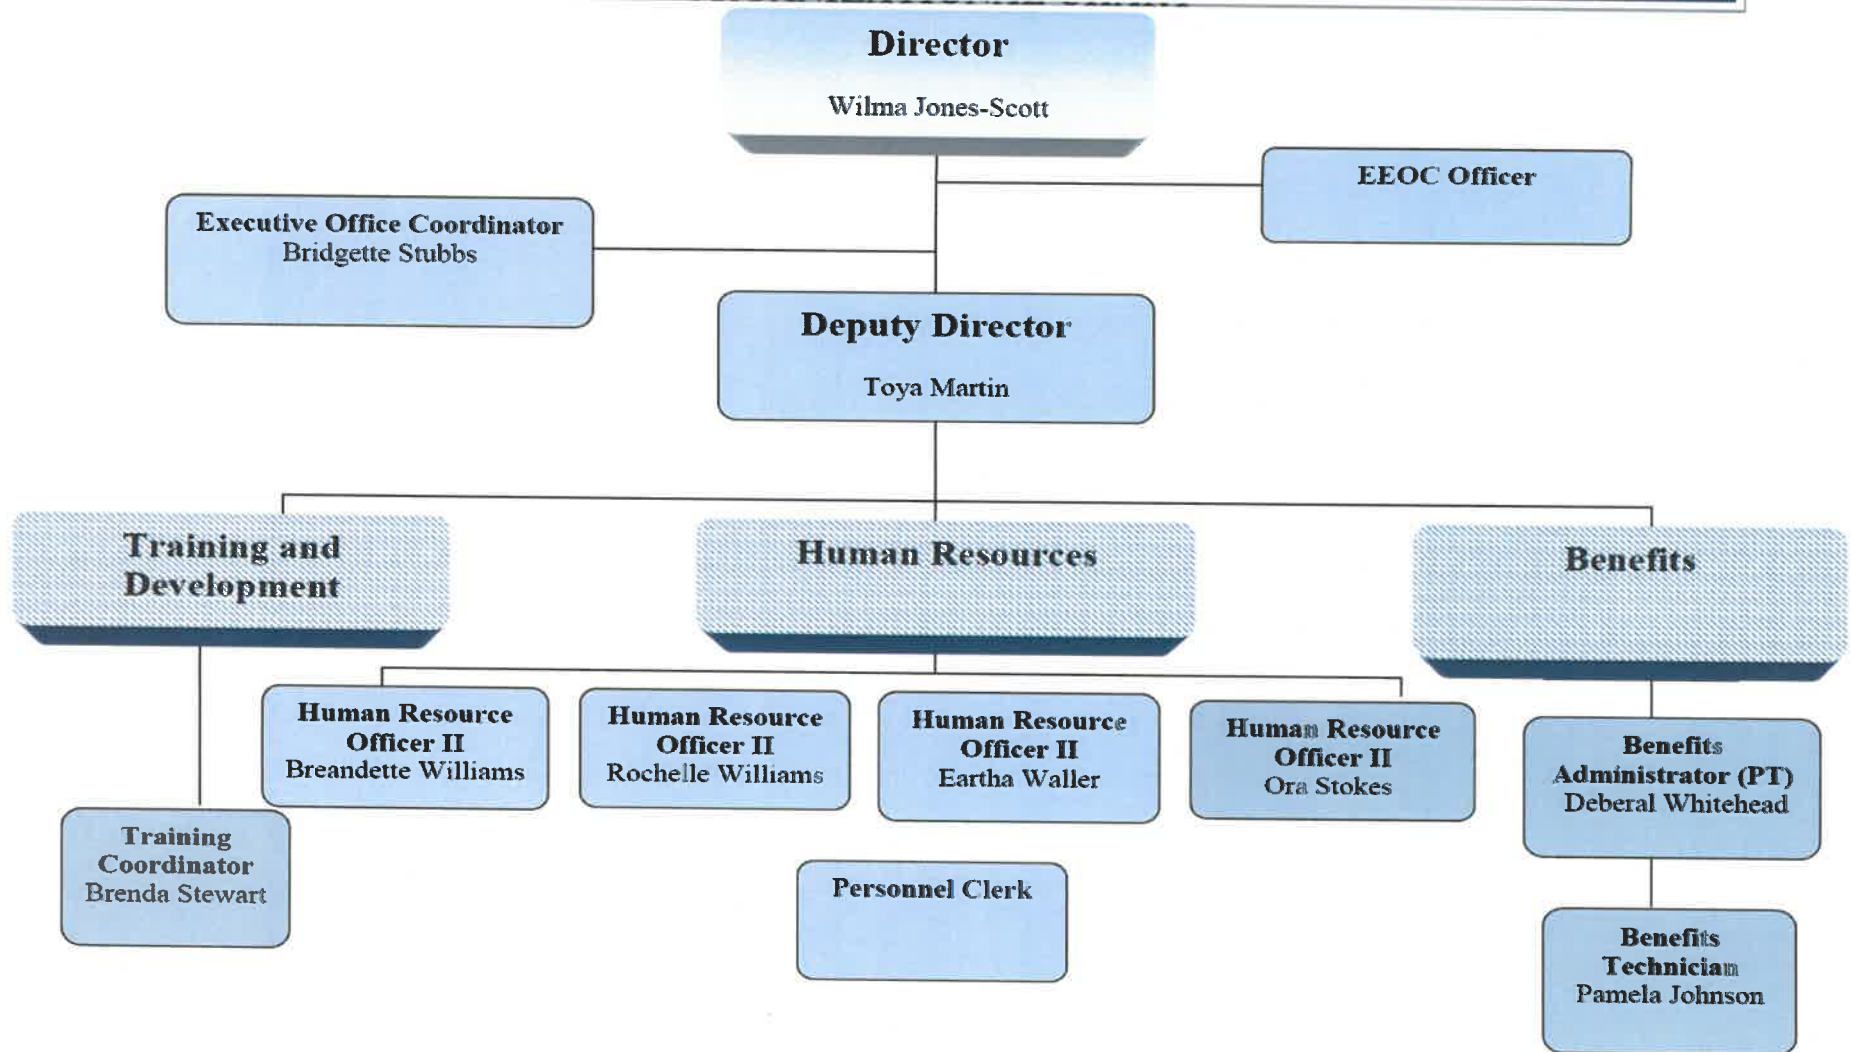 Director
Wilma Jones-Scott
EEOC Officer
Executive Office Coordinator
Bridgette Stubbs
Deputy Director
Toya Martin
Training and
Development
Human Resources
Benefits
Human Resource
Officer II
Breandette Williams
Human Resource
Officer II
Rochelle Williams
Human Resource
Officer II
Eartha Waller
Human Resource
Officer II
Ora Stokes
Benefits
Administrator (PT)
Deberal Whitehead
Training
Coordinator
Brenda Stewart
Personnel Clerk
Benefits
Technician
Pamela Johnson